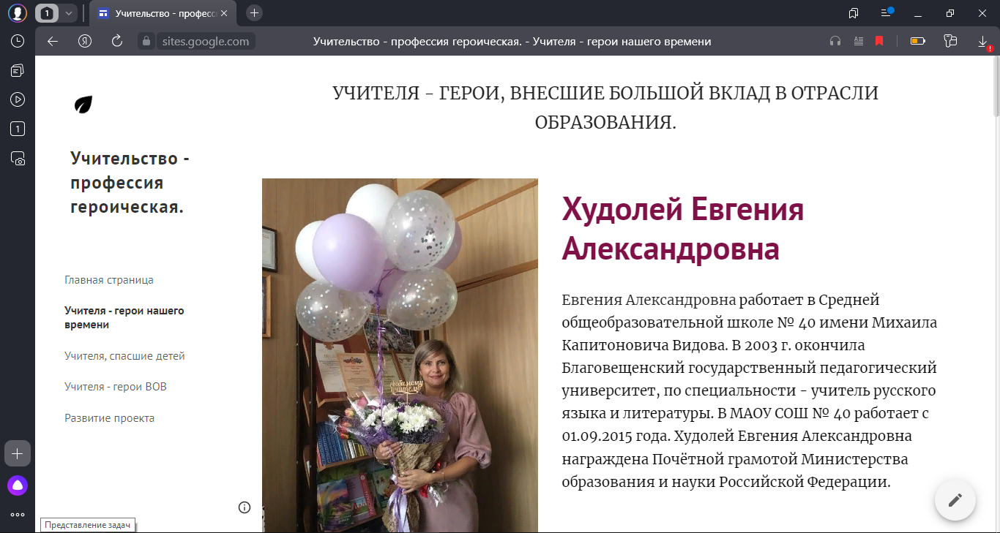 1
Учительство - професс
sites.google.com
Учительство - профессия героическая. - Учителя - герои нашего времени
1
УЧИТЕЛЯ - ГЕРОИ, ВНЕСШИЕ БОЛЬШОЙ ВКЛАД В ОТРАСЛИ
ОБРАЗОВАНИЯ.
Учительство -
профессия
героическая.
Главная страница
Учителя - герои нашего
времени
Учителя, спасшие детей
Учителя - герои ВОВ
Развитие проекта
любимому
учителю
Худолей Евгения
Александровна
Евгения Александровна работает в Средней
общеобразовательной школе № 40 имени Михаила
Капитоновича Видова. В 2003 г. окончила
Благовещенский государственный педагогический
университет, по специальности - учитель русского
языка и литературы. В МАОУ СОШ № 40 работает с
01.09.2015 года. Худолей Евгения Александровна
награждена Почётной грамотой Министерства
образования и науки Российской Федерации.
Представление задач